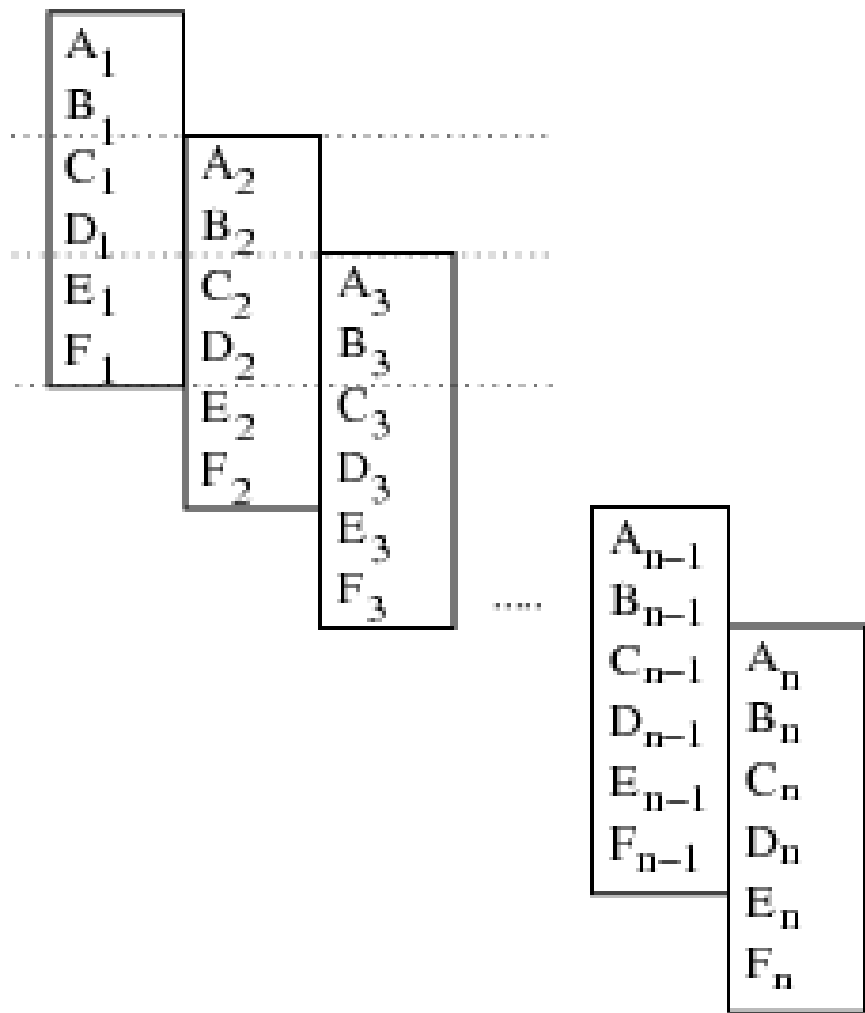 A₁
B₁
C₁
D₁
E₁
F₁
A₂
B₂
C₂
D₂
E₂
F₂
A₃
B₃
C₃
D₃
E₃
F₃
.....
Aₙ₋₁
Bₙ₋₁
Cₙ₋₁
Dₙ₋₁
Eₙ₋₁
Fₙ₋₁
Aₙ
Bₙ
Cₙ
Dₙ
Eₙ
Fₙ